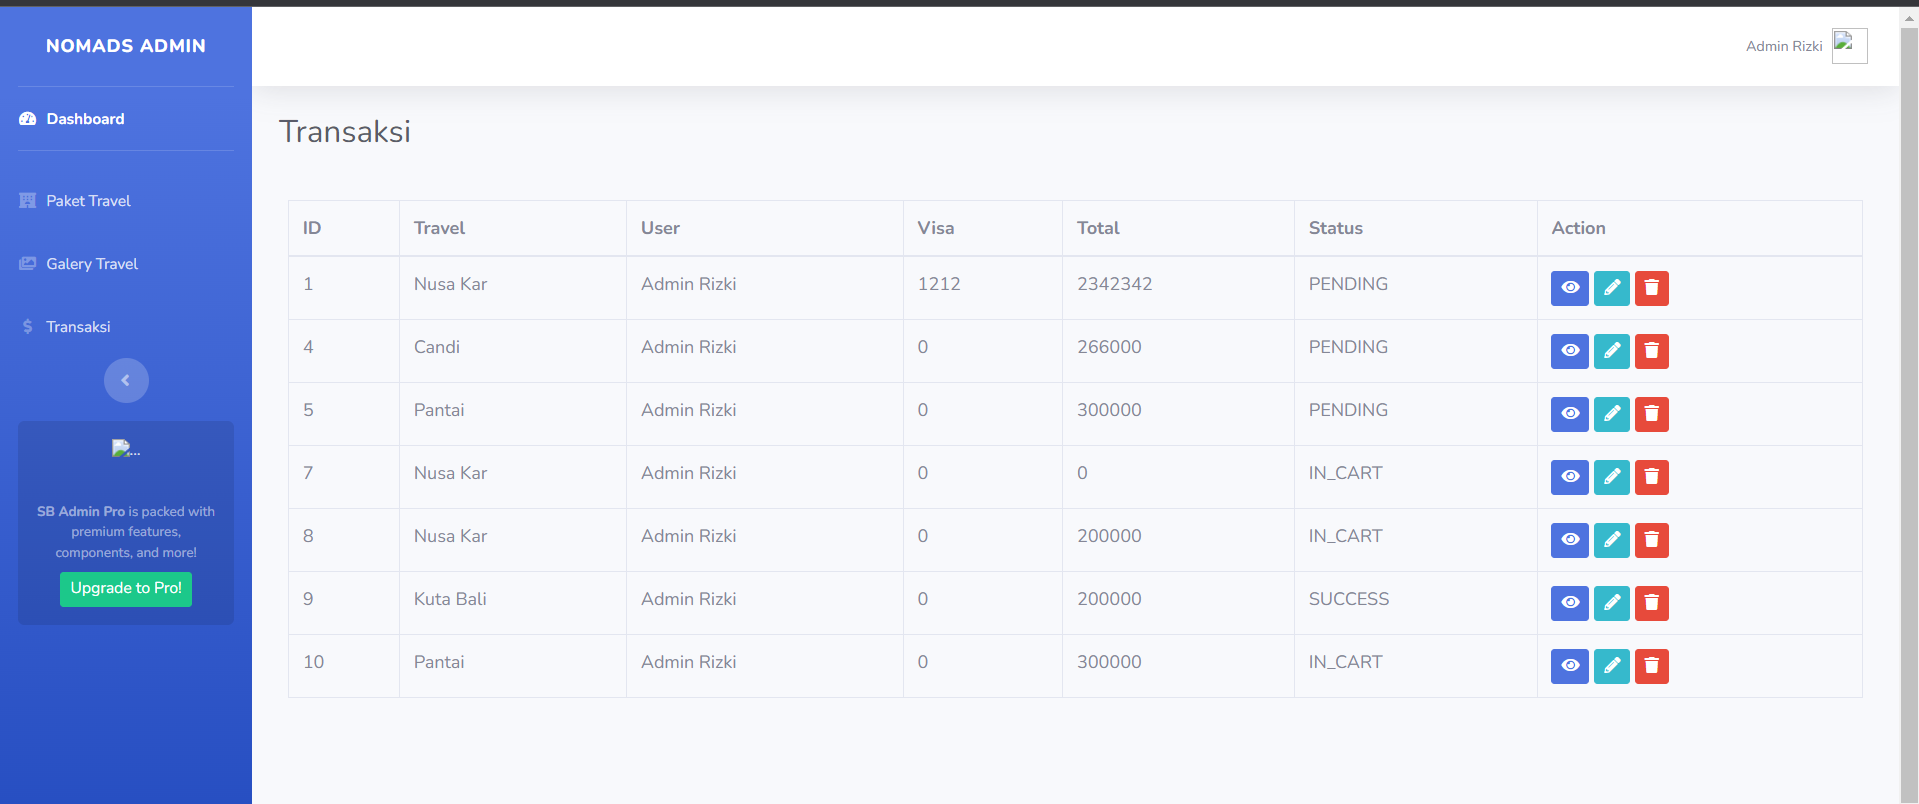 NOMADS ADMIN
Admin Rizki
Dashboard
Paket Travel
Galery Travel
Transaksi
...
SB Admin Pro is packed with
premium features,
components, and more!
Upgrade to Pro!
Transaksi
ID Travel User Visa Total Status Action
1 Nusa Kar Admin Rizki 1212 2342342 PENDING
4 Candi Admin Rizki 0 266000 PENDING
5 Pantai Admin Rizki 0 300000 PENDING
7 Nusa Kar Admin Rizki 0 0 IN_CART
8 Nusa Kar Admin Rizki 0 200000 IN_CART
9 Kuta Bali Admin Rizki 0 200000 SUCCESS
10 Pantai Admin Rizki 0 300000 IN_CART